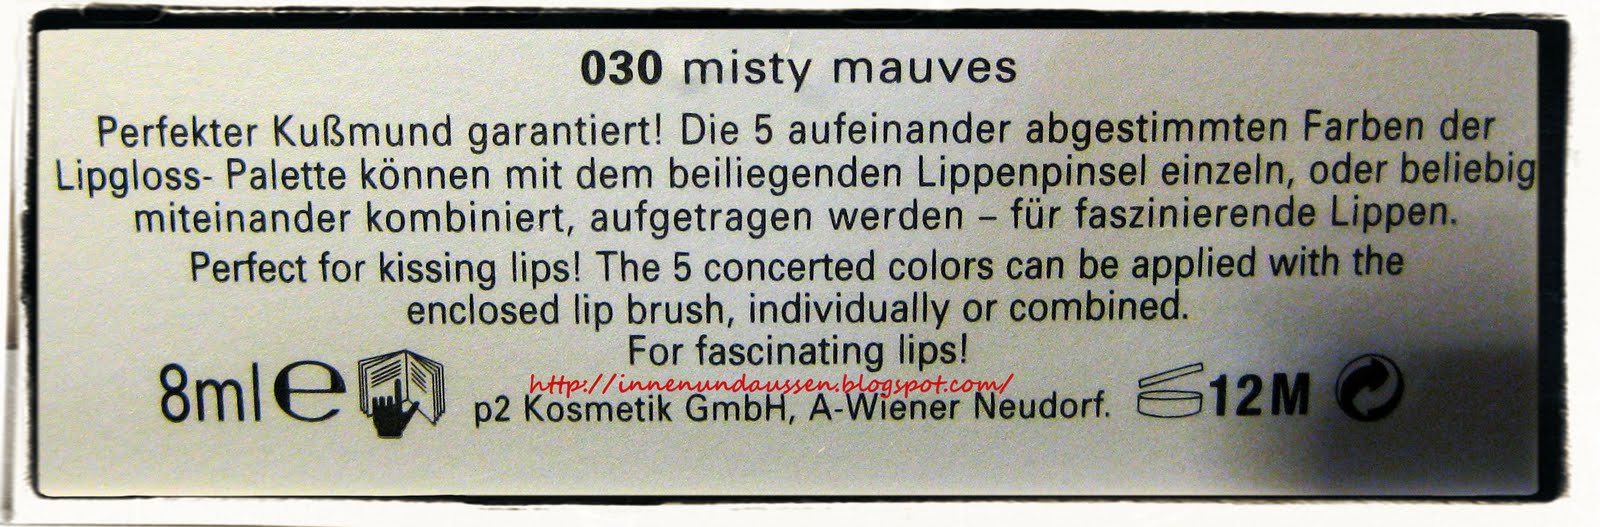 030 misty mauves
Perfekter Kußmund garantiert! Die 5 aufeinander abgestimmten Farben der
Lipgloss- Palette können mit dem beiliegenden Lippenpinsel einzeln, oder beliebig
miteinander kombiniert, aufgetragen werden – für faszinierende Lippen.
Perfect for kissing lips! The 5 concerted colors can be applied with the
enclosed lip brush, individually or combined.
For fascinating lips!
http://innenundaussen.blogspot.com/
8ml e p2 Kosmetik GmbH, A-Wiener Neudorf. 12M